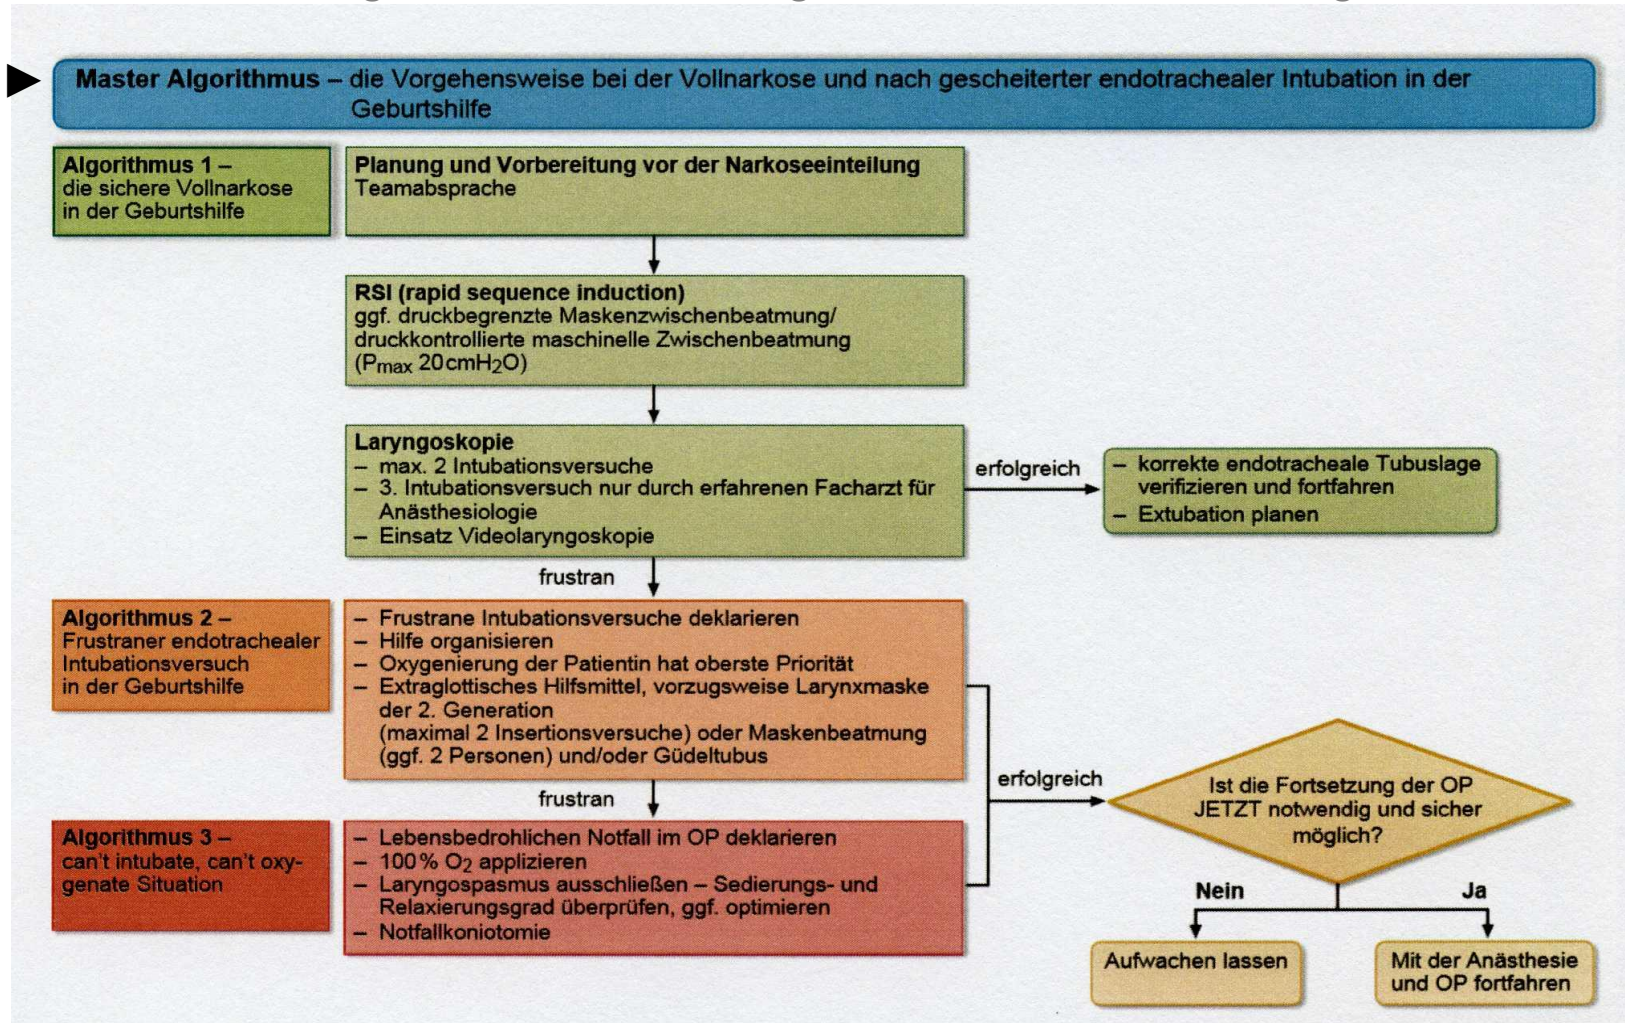 Master Algorithmus – die Vorgehensweise bei der Vollnarkose und nach gescheiterter endotrachealer Intubation in der
Geburtshilfe
Algorithmus 1 –
die sichere Vollnarkose
in der Geburtshilfe
Planung und Vorbereitung vor der Narkoseeinteilung
Teamabsprache
RSI (rapid sequence induction)
ggf. druckbegrenzte Maskenzwischenbeatmung/
druckkontrollierte maschinelle Zwischenbeatmung
(Pmax 20cmH2O)
Laryngoskopie
– max. 2 Intubationsversuche
– 3. Intubationsversuch nur durch erfahrenen Facharzt für
Anästhesiologie
– Einsatz Videolaryngoskopie
erfolgreich
– korrekte endotracheale Tubuslage
verifizieren und fortfahren
– Extubation planen
frustran
Algorithmus 2 –
Frustraner endotrachealer
Intubationsversuch
in der Geburtshilfe
– Frustrane Intubationsversuche deklarieren
– Hilfe organisieren
– Oxygenierung der Patientin hat oberste Priorität
– Extraglottisches Hilfsmittel, vorzugsweise Larynxmaske
der 2. Generation
(maximal 2 Insertionsversuche) oder Maskenbeatmung
(ggf. 2 Personen) und/oder Güdeltubus
frustran
Algorithmus 3 –
can't intubate, can't oxy-
genate Situation
– Lebensbedrohlichen Notfall im OP deklarieren
– 100 % O2 applizieren
– Laryngospasmus ausschließen – Sedierungs- und
Relaxierungsgrad überprüfen, ggf. optimieren
– Notfallkoniotomie
erfolgreich
Ist die Fortsetzung der OP
JETZT notwendig und sicher
möglich?
Nein
Ja
Aufwachen lassen
Mit der Anästhesie
und OP fortfahren